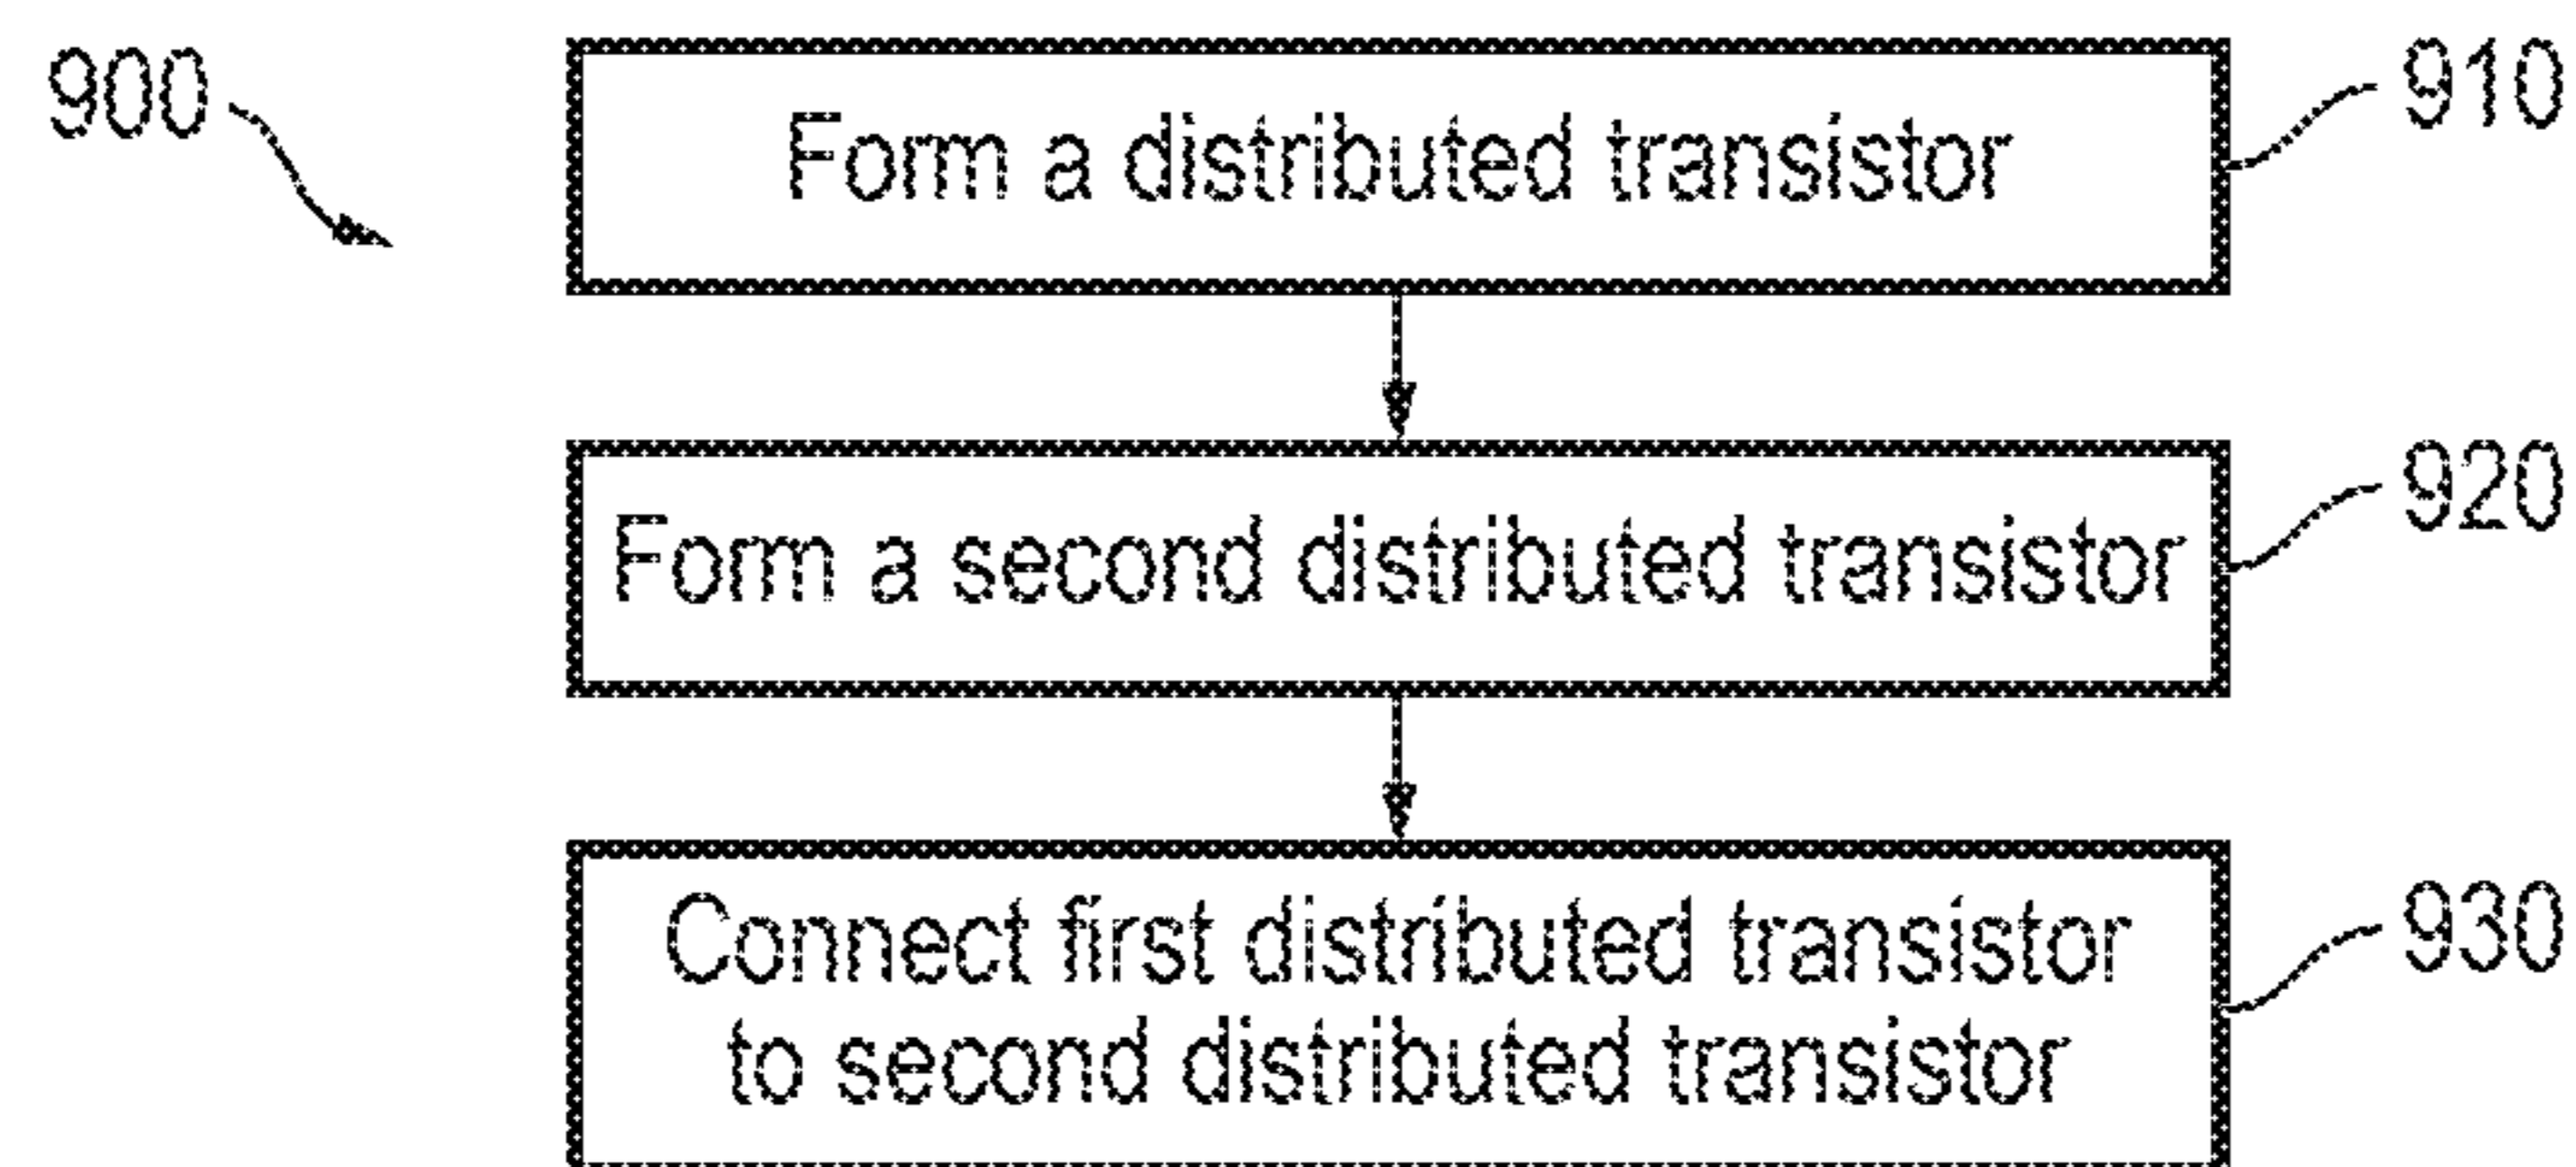 900
Form a distributed transistor
910
Form a second distributed transistor
920
Connect first distributed transistor
to second distributed transistor
930